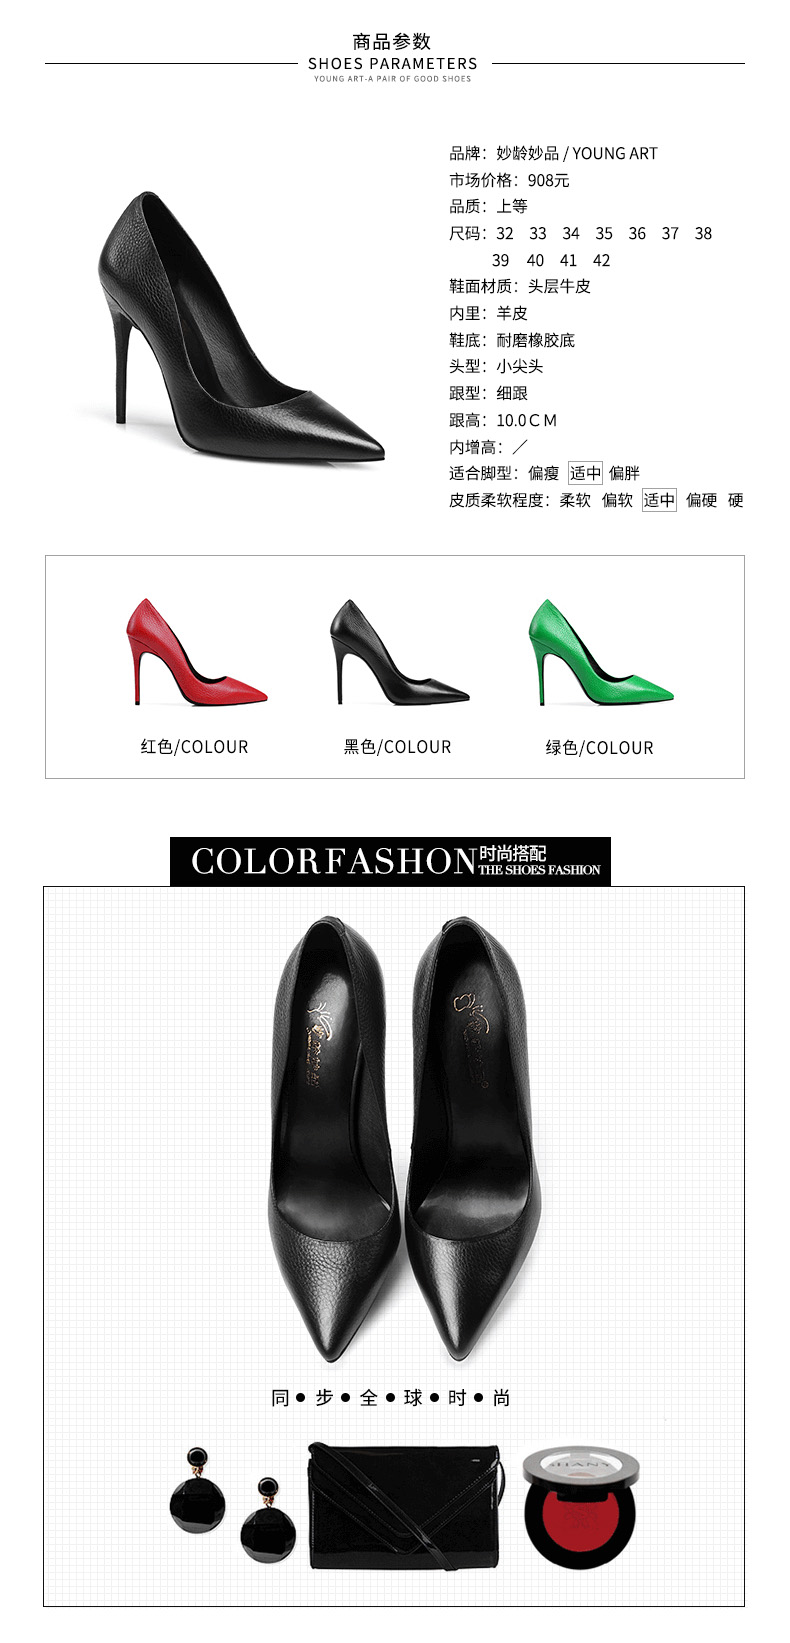 商品参数
SHOES PARAMETERS
YOUNG ART-A PAIR OF GOOD SHOES
品牌：妙龄妙品 / YOUNG ART
市场价格：908元
品质：上等
尺码：32 33 34 35 36 37 38
39 40 41 42
鞋面材质：头层牛皮
内里：羊皮
鞋底：耐磨橡胶底
头型：小尖头
跟型：细跟
跟高：10.0ＣＭ
内增高：／
适合脚型：偏瘦 适中 偏胖
皮质柔软程度：柔软 偏软 适中 偏硬 硬
红色/COLOUR
黑色/COLOUR
绿色/COLOUR
COLORFASHON
时尚搭配
THE SHOES FASHION
同●步●全●球●时●尚
SHANY